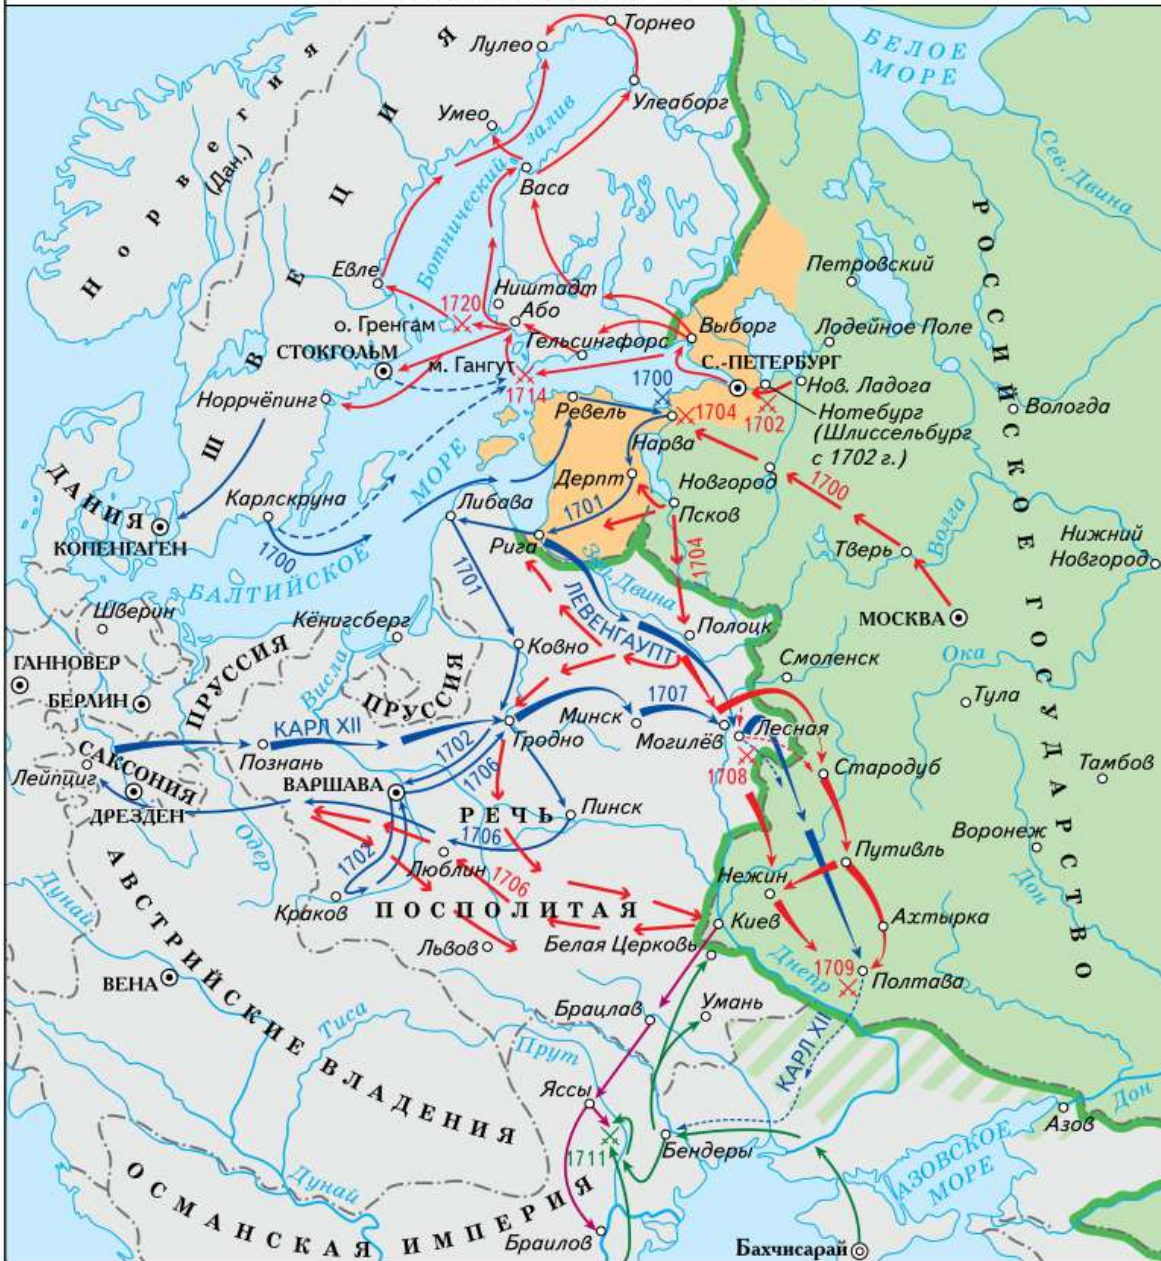 Торнео
Лулео
БЕЛОЕ
МОРЕ
Улеаборг
Умео
Сев. Двина
Норвегия
(Дан.)
ШВЕЦИЯ
Ботнический залив
Васа
РОССИЙСКОЕ ГОСУДАРСТВО
Петровский
Евле
Ништадт
1720
Або
о. Гренгам
Выборг
Лодейное Поле
Гельсингфорс
СТОКГОЛЬМ
м. Гангут
С.-ПЕТЕРБУРГ
1714
1700
Нов. Ладога
Норрчёпинг
Ревель
1704
1702
Нотебург
(Шлиссельбург
с 1702 г.)
Вологда
Нарва
ДАНИЯ
КОПЕНГАГЕН
Карлскруна
1700
БАЛТИЙСКОЕ МОРЕ
Либава
Дерпт
1701
Новгород
Псков
1700
Волга
Рига
1704
Тверь
Нижний
Новгород
Зап. Двина
1701
ЛЕВЕНГАУПТ
МОСКВА
Шверин
Кёнигсберг
Полоцк
Ковно
Ока
ГАННОВЕР
Смоленск
Тула
БЕРЛИН
ПРУССИЯ
Висла
ПРУССИЯ
КАРЛ XII
Минск
1707
Гродно
Могилёв
Лесная
Познань
САКСОНИЯ
Лейпциг
1702
1706
1708
Стародуб
Тамбов
ДРЕЗДЕН
ВАРШАВА
РЕЧЬ
Пинск
1706
Воронеж
Одер
1702
Люблин
1706
Путивль
Нежин
Дон
Дунай
Краков
ПОСПОЛИТАЯ
Киев
Ахтырка
Львов
Белая Церковь
Днепр
1709
Полтава
ВЕНА
АВСТРИЙСКИЕ ВЛАДЕНИЯ
Тиса
Брацлав
Умань
Прут
КАРЛ XII
Яссы
Дон
Азов
1711
Бендеры
АЗОВСКОЕ
МОРЕ
Дунай
ОСМАНСКАЯ ИМПЕРИЯ
Браилов
Бахчисарай